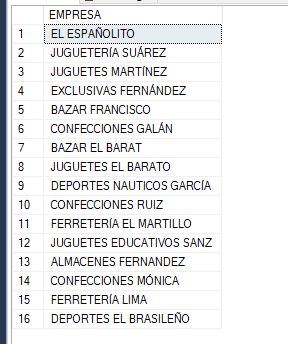 EMPRESA
1 EL ESPAÑOLITO
2 JUGUETERÍA SUÁREZ
3 JUGUETES MARTÍNEZ
4 EXCLUSIVAS FERNÁNDEZ
5 BAZAR FRANCISCO
6 CONFECCIONES GALÁN
7 BAZAR EL BARAT
8 JUGUETES EL BARATO
9 DEPORTES NAUTICOS GARCÍA
10 CONFECCIONES RUIZ
11 FERRETERÍA EL MARTILLO
12 JUGUETES EDUCATIVOS SANZ
13 ALMACENES FERNANDEZ
14 CONFECCIONES MÓNICA
15 FERRETERÍA LIMA
16 DEPORTES EL BRASILEÑO